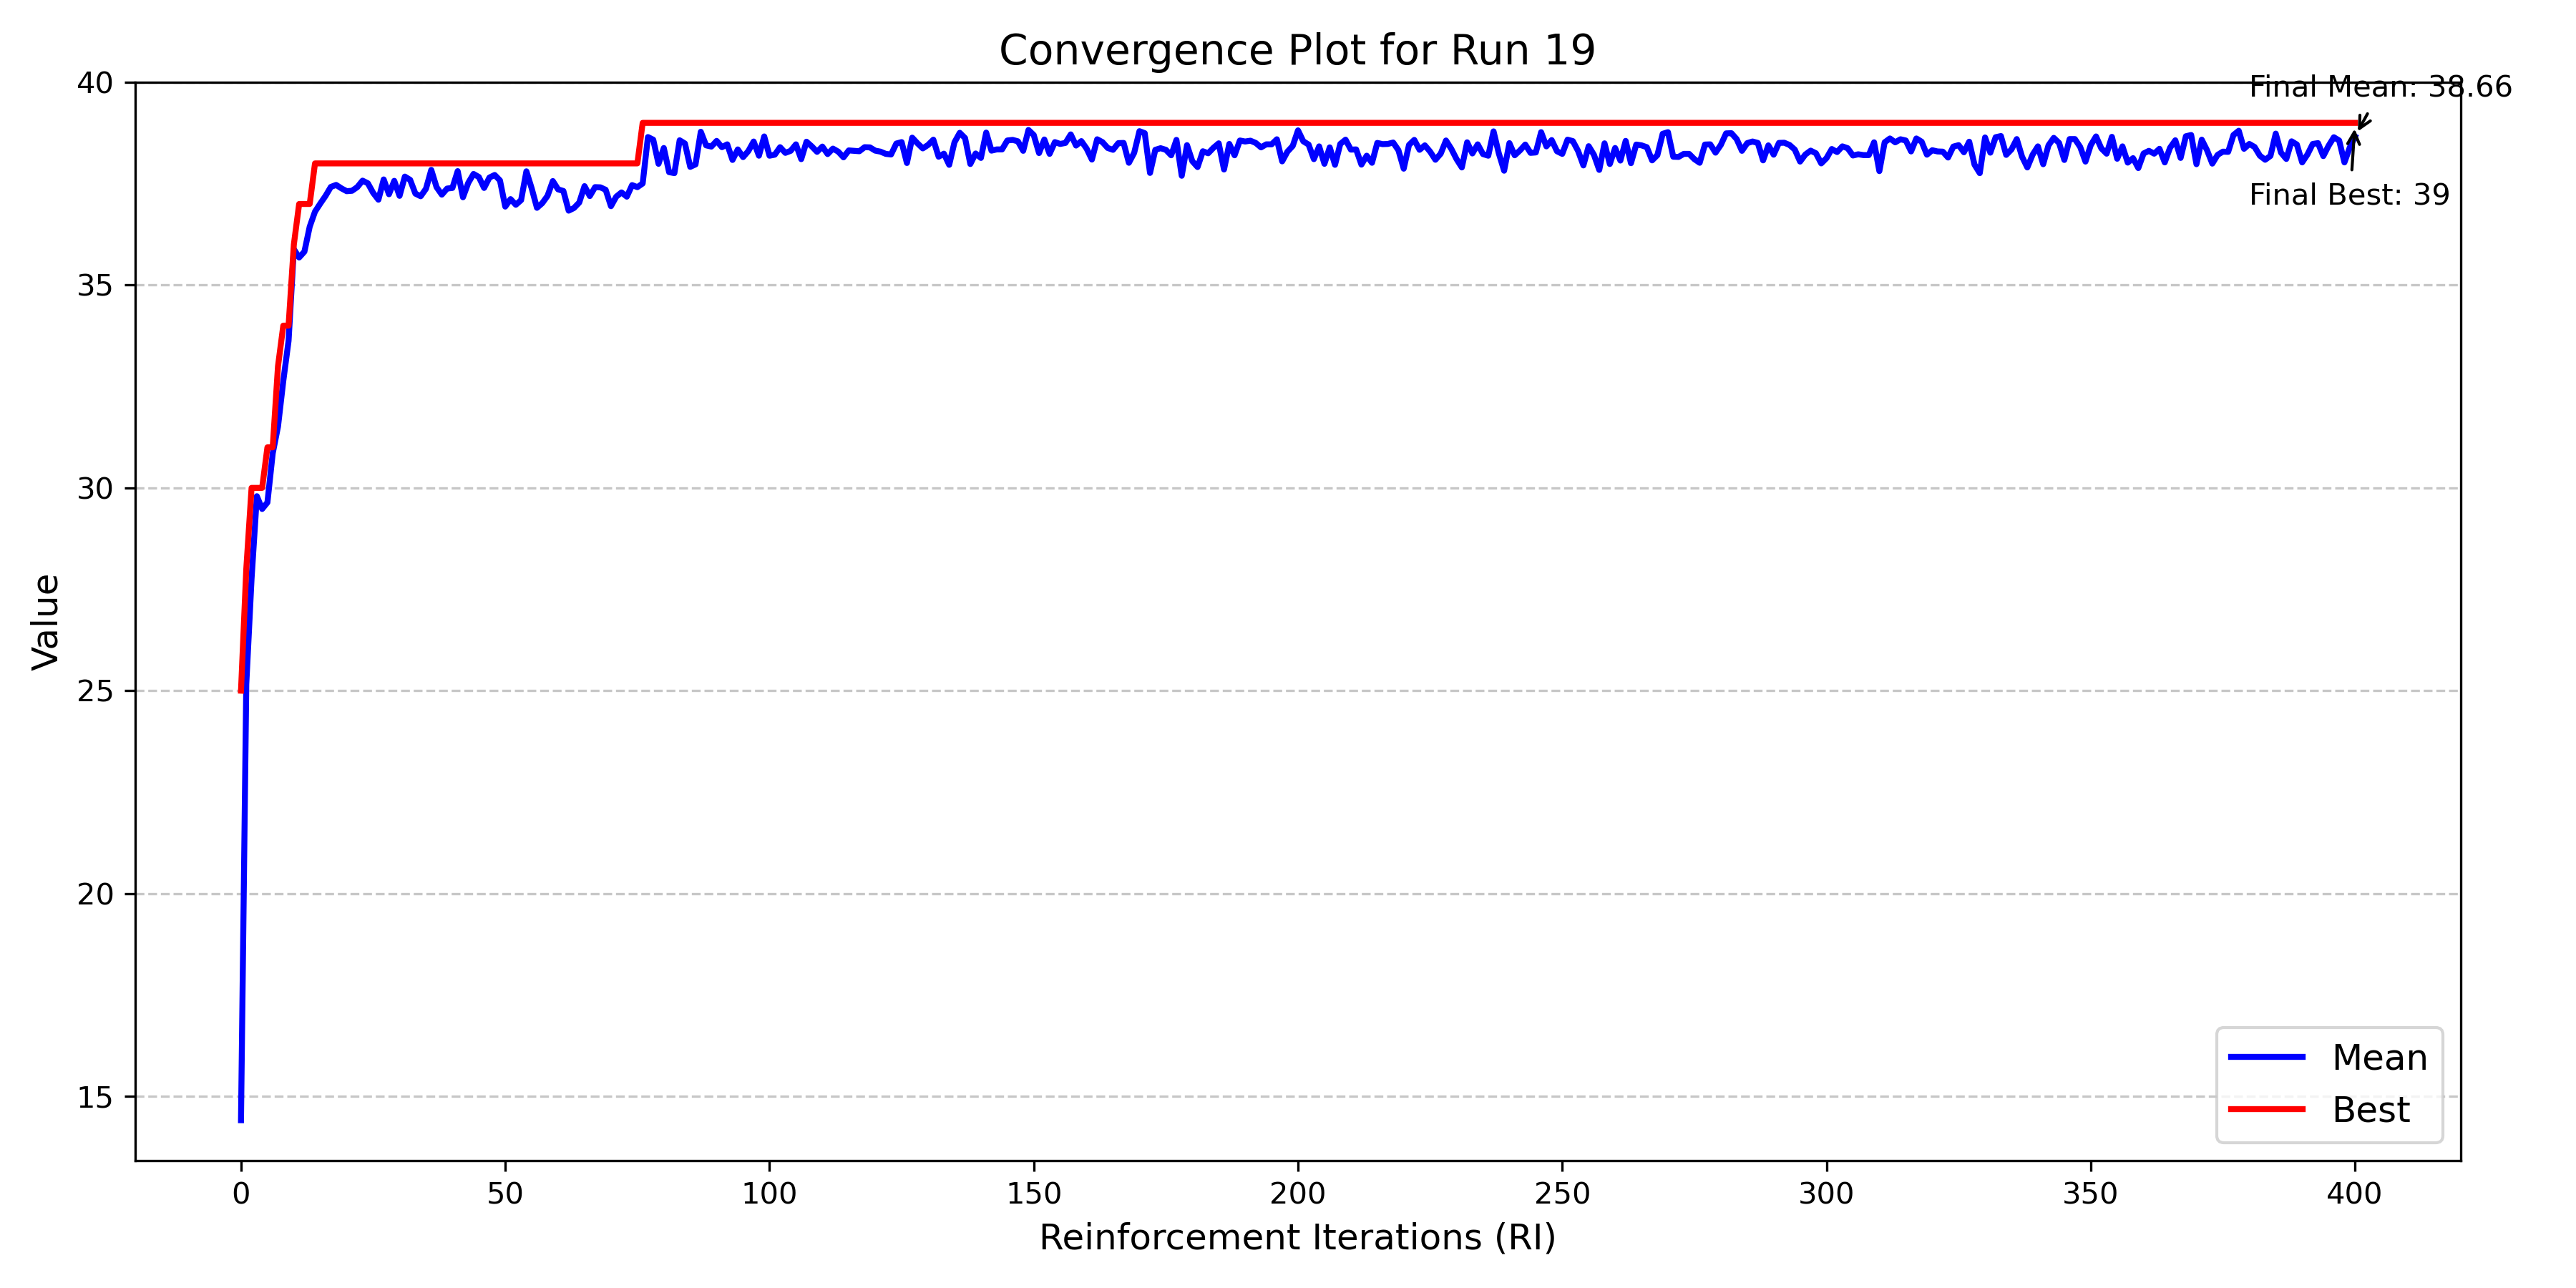 Convergence Plot for Run 19
Final Mean: 38.66
Final Best: 39
Value
40
35
30
25
20
15
0 50 100 150 200 250 300 350 400
Reinforcement Iterations (RI)
Mean
Best